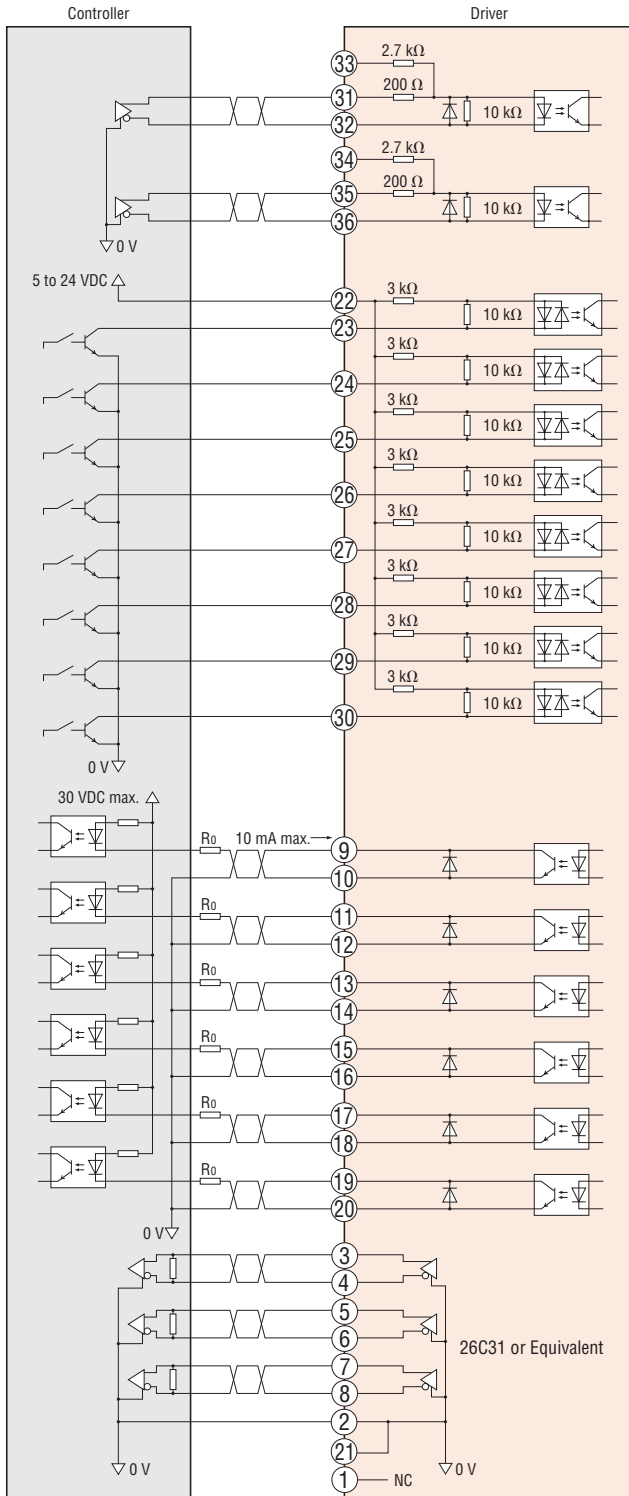 Controller Driver
33 2.7 kΩ
31 200 Ω
32 10 kΩ
34 2.7 kΩ
35 200 Ω
36 10 kΩ
0 V
5 to 24 VDC 22 3 kΩ
23 10 kΩ
3 kΩ
24 10 kΩ
3 kΩ
25 10 kΩ
3 kΩ
26 10 kΩ
3 kΩ
27 10 kΩ
3 kΩ
28 10 kΩ
3 kΩ
29 10 kΩ
3 kΩ
30 10 kΩ
0 V
30 VDC max.
R0 10 mA max. 9
10
R0 11
12
R0 13
14
R0 15
16
R0 17
18
R0 19
20
0 V
3
4
5
6 26C31 or Equivalent
7
8
2
21
0 V 0 V
1 NC